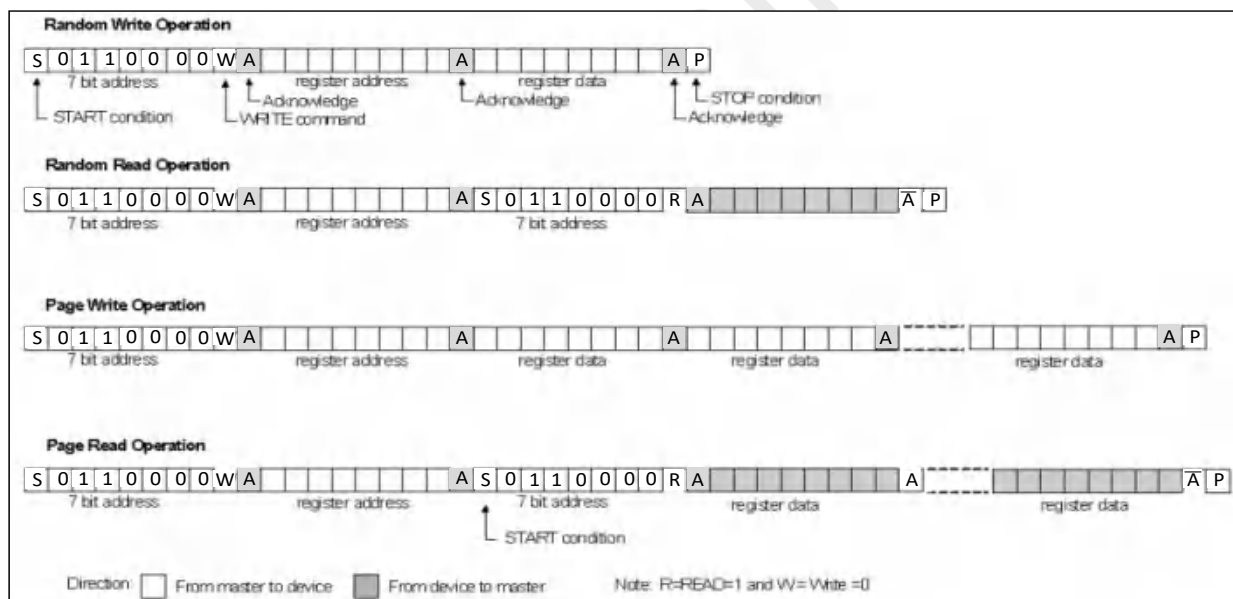 Random Write Operation
S 0 1 1 0 0 0 0 W A A A P
7 bit address register address register data
Acknowledge Acknowledge STOP condition
START condition WRITE command Acknowledge
Random Read Operation
S 0 1 1 0 0 0 0 W A A S 0 1 1 0 0 0 0 R A A̅ P
7 bit address register address 7 bit address
Page Write Operation
S 0 1 1 0 0 0 0 W A A A A A P
7 bit address register address register data register data register data
Page Read Operation
S 0 1 1 0 0 0 0 W A A S 0 1 1 0 0 0 0 R A A A̅ P
7 bit address register address 7 bit address register data register data
START condition
Direction: From master to device From device to master Note: R=READ=1 and W= Write =0